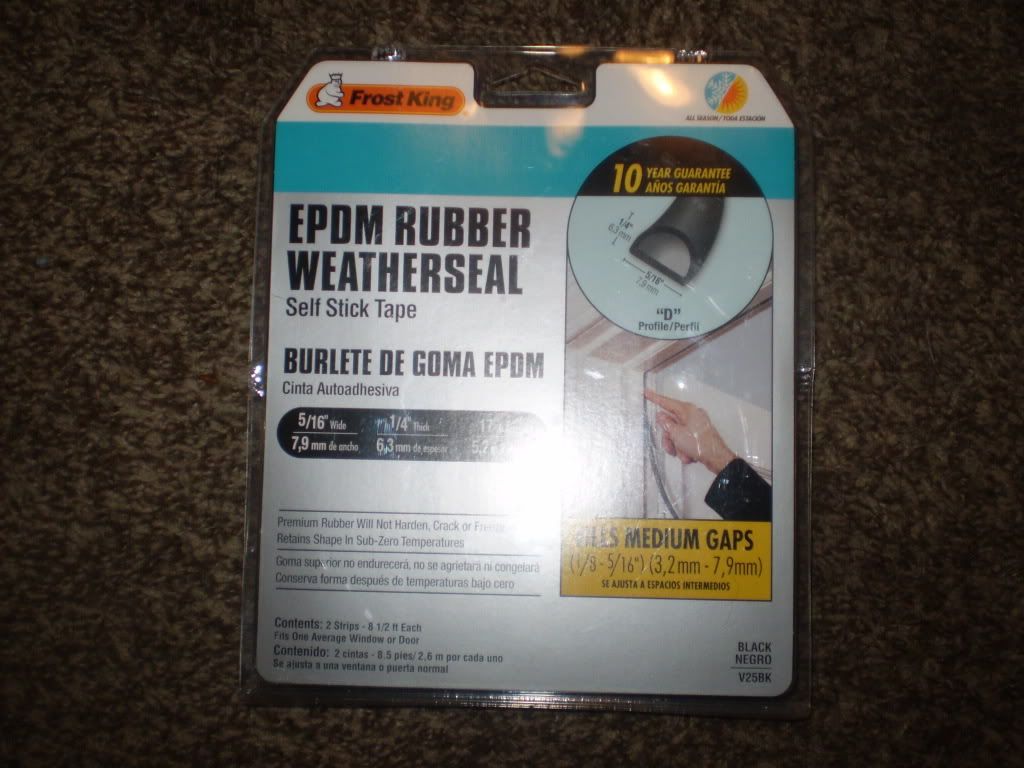 Frost King
ALL SEASON/TODA ESTACIÓN
10 YEAR GUARANTEE
AÑOS GARANTÍA
1/4"
6.3 mm
5/16"
7.9 mm
"D"
Profile/Perfil
EPDM RUBBER
WEATHERSEAL
Self Stick Tape
BURLETE DE GOMA EPDM
Cinta Autoadhesiva
5/16" Wide 1/4" Thick 17
7,9 mm de ancho 6,3 mm de espesor 5.2
Premium Rubber Will Not Harden, Crack or
Retains Shape In Sub-Zero Temperatures
Goma superior no endurecerá, no se agrietará ni congelará
Conserva forma después de temperaturas bajo cero
MEDIUM GAPS
(1/8 - 5/16") (3,2mm - 7,9mm)
SE AJUSTA A ESPACIOS INTERMEDIOS
Contents: 2 Strips - 8 1/2 ft Each
Fits One Average Window or Door
Contenido: 2 cintas - 8.5 pies/ 2,6 m por cada uno
Se ajusta a una ventana o puerta normal
BLACK
NEGRO
V25BK